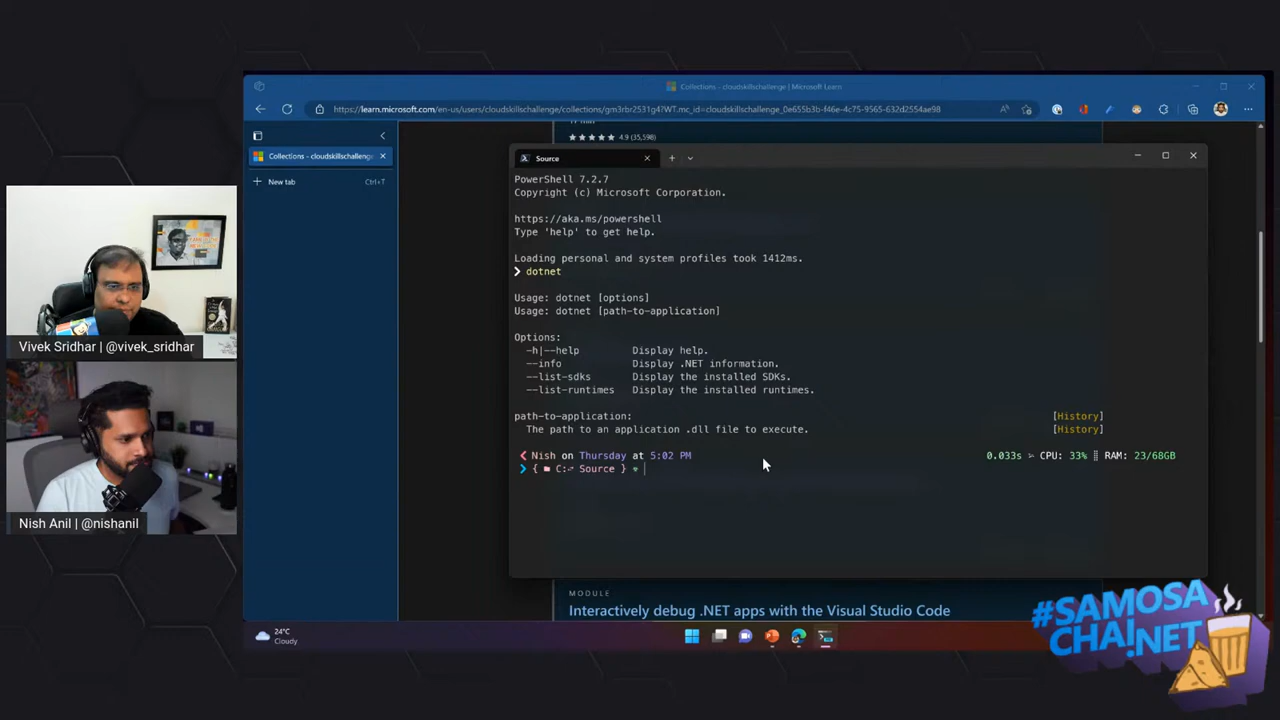 Collections - cloudskillschallenge | Microsoft Learn
https://learn.microsoft.com/en-us/users/cloudskillschallenge/collections/gm3rbr2531g4?WT.mc_id=cloudskillschallenge_0e655b3b-f46e-4c75-9565-632d2554ae98
4.9 (35,598)
Collections - cloudskillschallenge
New tab
Ctrl+T
Source
PowerShell 7.2.7
Copyright (c) Microsoft Corporation.
https://aka.ms/powershell
Type 'help' to get help.
Loading personal and system profiles took 1412ms.
dotnet
Usage: dotnet [options]
Usage: dotnet [path-to-application]
Options:
-h|--help Display help.
--info Display .NET information.
--list-sdks Display the installed SDKs.
--list-runtimes Display the installed runtimes.
path-to-application: [History]
The path to an application .dll file to execute. [History]
Nish on Thursday at 5:02 PM 0.033s CPU: 33% RAM: 23/68GB
{ C: Source }
MODULE
Interactively debug .NET apps with the Visual Studio Code
24°C
Cloudy
Vivek Sridhar | @vivek_sridhar
Nish Anil | @nishanil
#SAMOSA
CHAI.NET